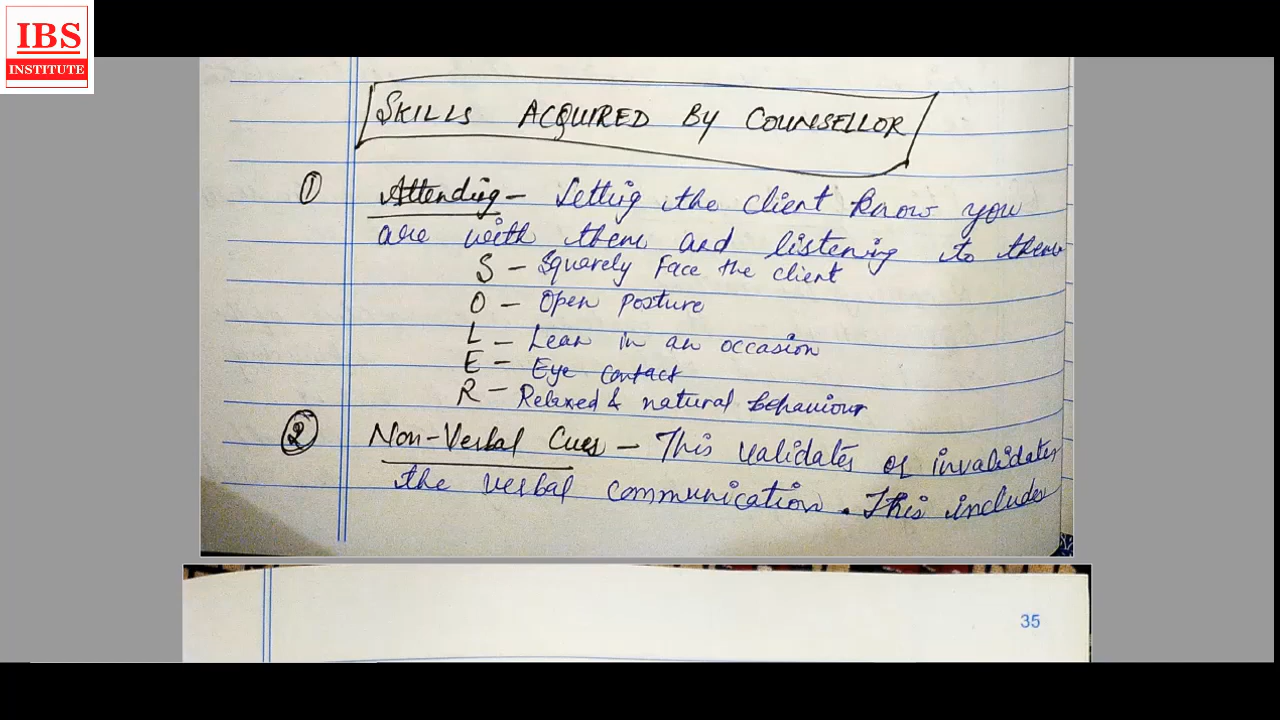 IBS
INSTITUTE
SKILLS ACQUIRED BY COUNSELLOR
① Attending - Letting the client know you
are with them and listening to them
S - Squarely Face the client
O - Open Posture
L - Lean in an occasion
E - Eye contact
R - Relaxed & natural behaviour
② Non-Verbal Cues - This validates or invalidates
the verbal communication. This includes
35